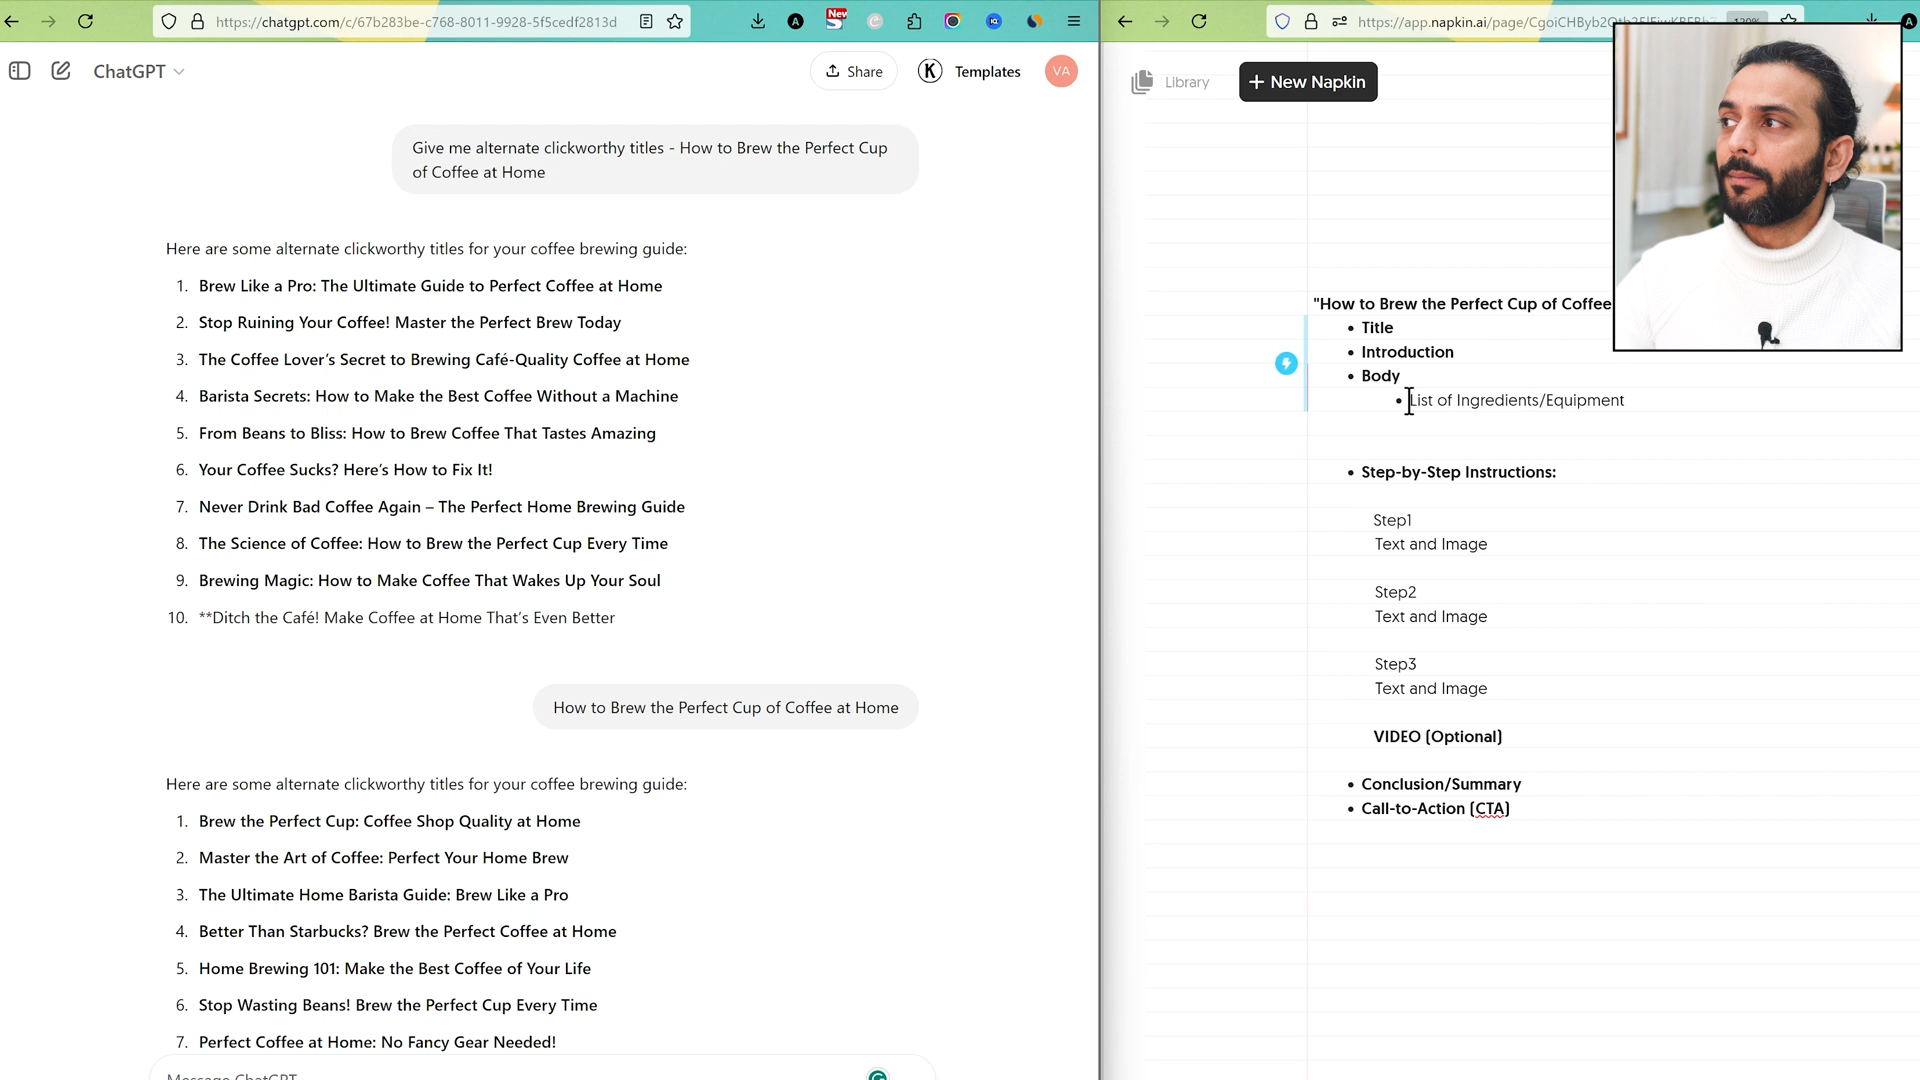 https://chatgpt.com/c/67b283be-c768-8011-9928-5f5cedf2813d
New
ChatGPT
Share
Templates
VA
Give me alternate clickworthy titles - How to Brew the Perfect Cup
of Coffee at Home
Here are some alternate clickworthy titles for your coffee brewing guide:
1. Brew Like a Pro: The Ultimate Guide to Perfect Coffee at Home
2. Stop Ruining Your Coffee! Master the Perfect Brew Today
3. The Coffee Lover’s Secret to Brewing Café-Quality Coffee at Home
4. Barista Secrets: How to Make the Best Coffee Without a Machine
5. From Beans to Bliss: How to Brew Coffee That Tastes Amazing
6. Your Coffee Sucks? Here’s How to Fix It!
7. Never Drink Bad Coffee Again – The Perfect Home Brewing Guide
8. The Science of Coffee: How to Brew the Perfect Cup Every Time
9. Brewing Magic: How to Make Coffee That Wakes Up Your Soul
10. **Ditch the Café! Make Coffee at Home That’s Even Better
How to Brew the Perfect Cup of Coffee at Home
Here are some alternate clickworthy titles for your coffee brewing guide:
1. Brew the Perfect Cup: Coffee Shop Quality at Home
2. Master the Art of Coffee: Perfect Your Home Brew
3. The Ultimate Home Barista Guide: Brew Like a Pro
4. Better Than Starbucks? Brew the Perfect Coffee at Home
5. Home Brewing 101: Make the Best Coffee of Your Life
6. Stop Wasting Beans! Brew the Perfect Cup Every Time
7. Perfect Coffee at Home: No Fancy Gear Needed!
Message ChatGPT
https://app.napkin.ai/page/
Library
+ New Napkin
"How to Brew the Perfect Cup of Coffee
• Title
• Introduction
• Body
• List of Ingredients/Equipment
• Step-by-Step Instructions:
Step1
Text and Image
Step2
Text and Image
Step3
Text and Image
VIDEO (Optional)
• Conclusion/Summary
• Call-to-Action (CTA)